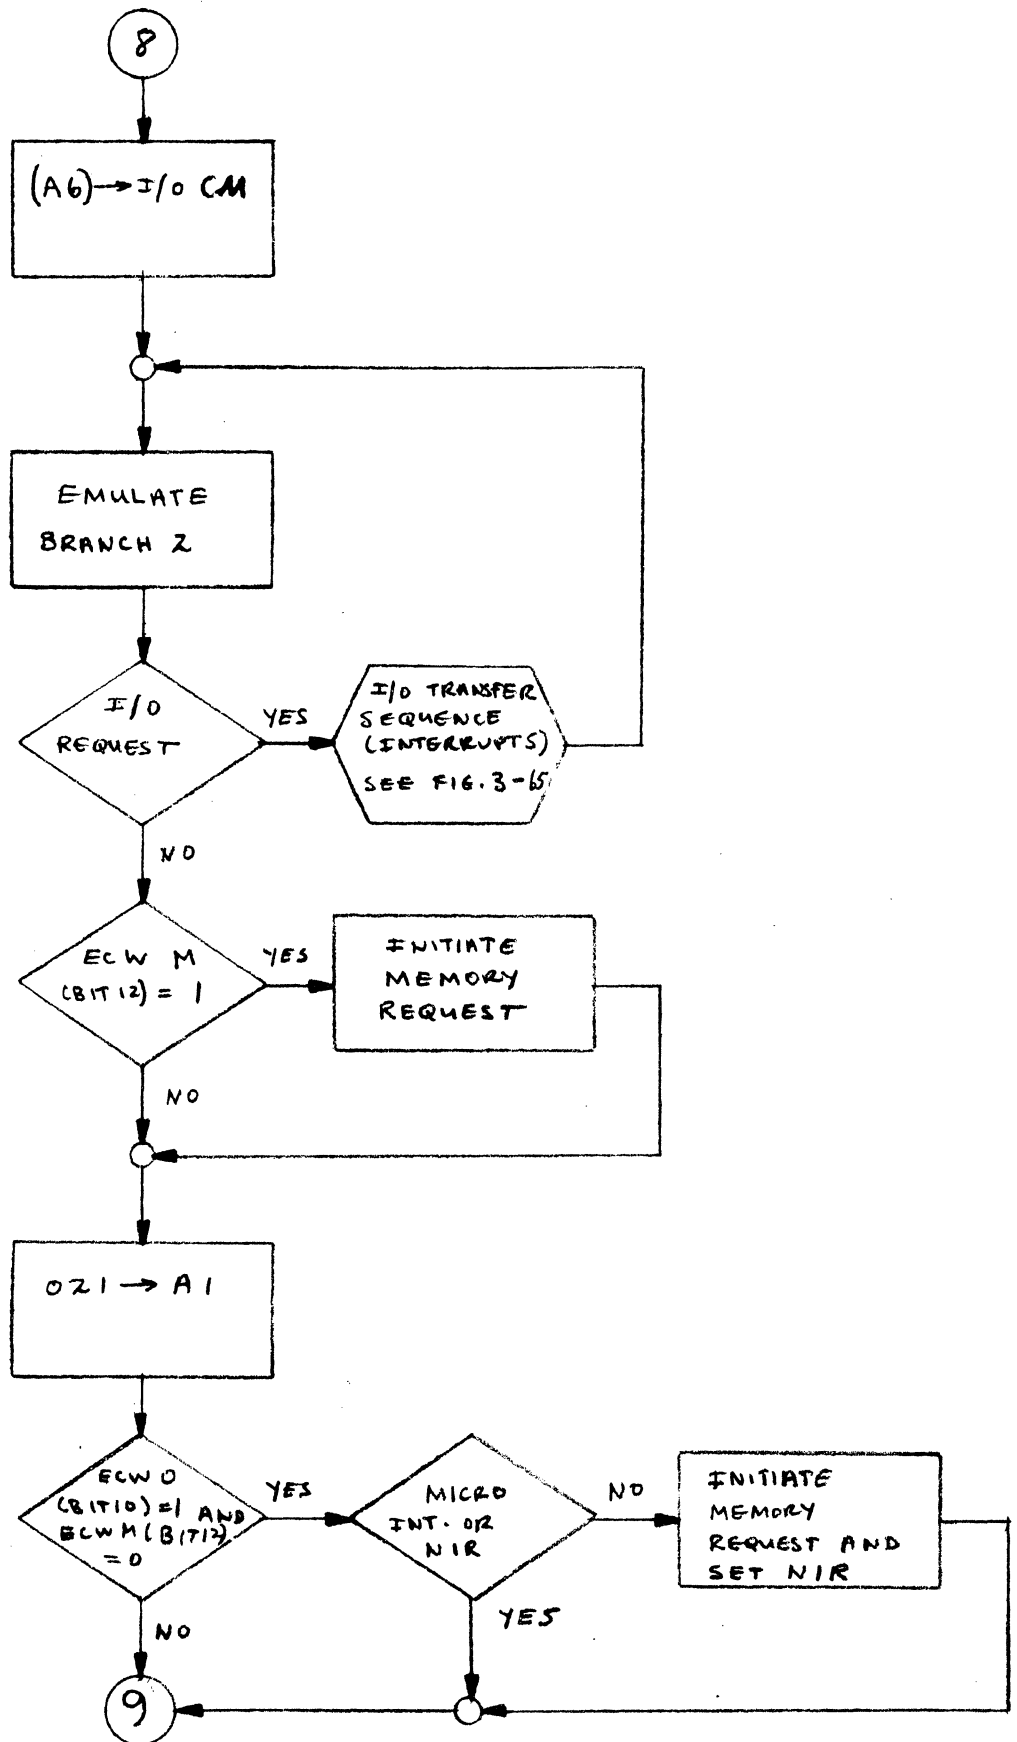 8
(A6)→I/O CM
EMULATE
BRANCH 2
I/O
REQUEST
YES
I/O TRANSFER
SEQUENCE
(INTERRUPTS)
SEE FIG. 3-65
NO
ECW M
(BIT 12) = 1
YES
INITIATE
MEMORY
REQUEST
NO
021→A1
ECW O
(BIT 10)=1 AND
ECW M(BIT 12)
=0
YES
MICRO
INT. OR
NIR
NO
INITIATE
MEMORY
REQUEST AND
SET NIR
NO
YES
9